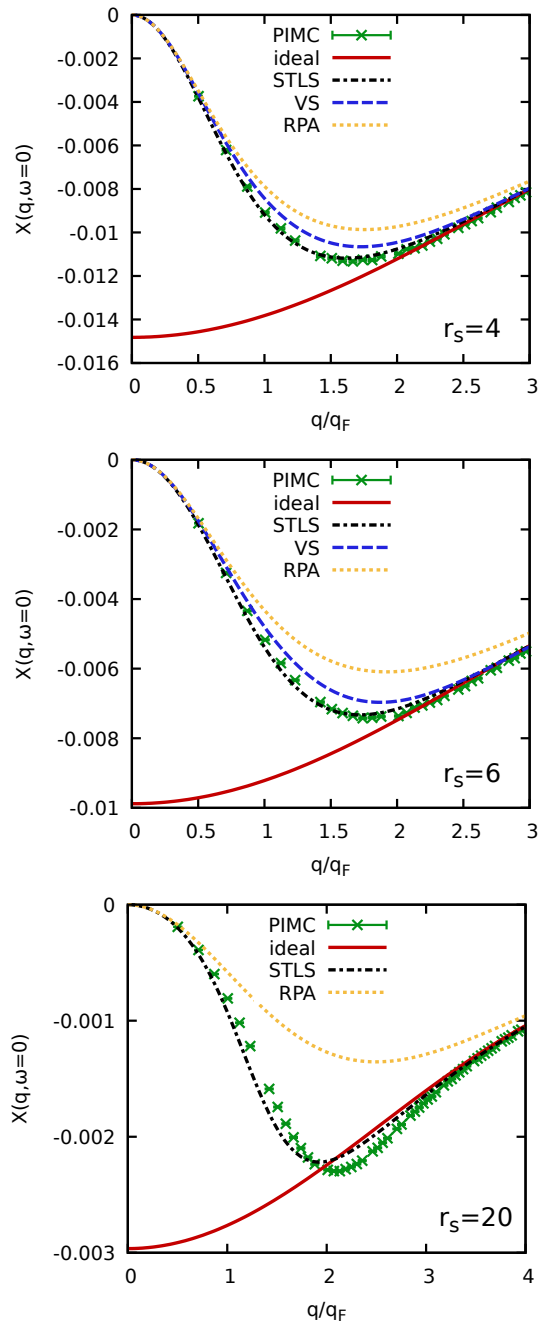 0
-0.002
-0.004
-0.006
-0.008
-0.01
-0.012
-0.014
-0.016
X(q,ω=0)
PIMC
ideal
STLS
VS
RPA
r_s=4
0 0.5 1 1.5 2 2.5 3
q/q_F
0
-0.002
-0.004
-0.006
-0.008
-0.01
X(q,ω=0)
PIMC
ideal
STLS
VS
RPA
r_s=6
0 0.5 1 1.5 2 2.5 3
q/q_F
0
-0.001
-0.002
-0.003
X(q,ω=0)
PIMC
ideal
STLS
RPA
r_s=20
0 1 2 3 4
q/q_F